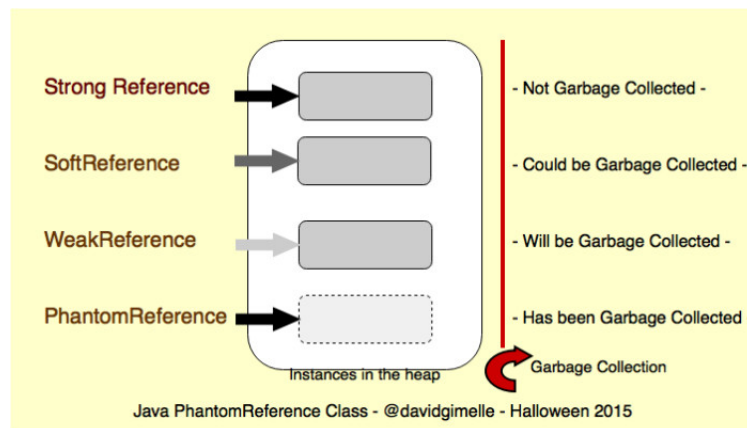 Strong Reference
- Not Garbage Collected -
SoftReference
- Could be Garbage Collected -
WeakReference
- Will be Garbage Collected -
PhantomReference
- Has been Garbage Collected
Instances in the heap
Garbage Collection
Java PhantomReference Class - @davidgimelle - Halloween 2015